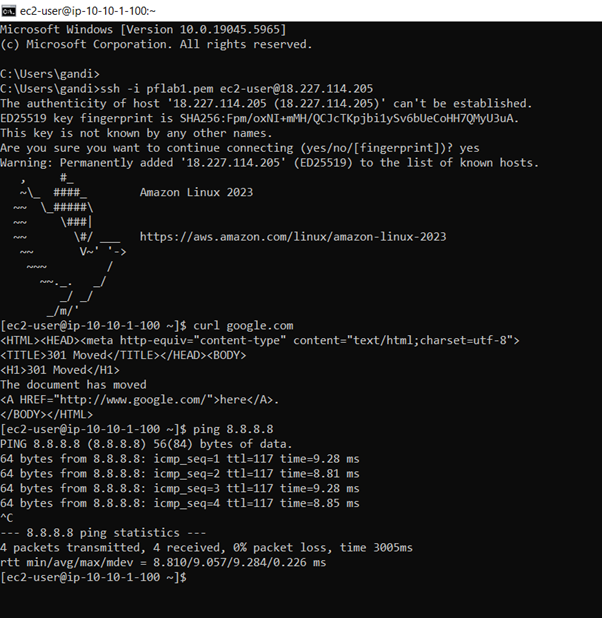 ec2-user@ip-10-10-1-100:~
Microsoft Windows [Version 10.0.19045.5965]
(c) Microsoft Corporation. All rights reserved.
C:\Users\gandi>
C:\Users\gandi>ssh -i pflab1.pem ec2-user@18.227.114.205
The authenticity of host '18.227.114.205 (18.227.114.205)' can't be established.
ED25519 key fingerprint is SHA256:Fpm/oxNI+mMH/QCJcTKpjbi1ySv6bUeCoHH7QMyU3uA.
This key is not known by any other names.
Are you sure you want to continue connecting (yes/no/[fingerprint])? yes
Warning: Permanently added '18.227.114.205' (ED25519) to the list of known hosts.
   ,     #_
   ~\_  ####_        Amazon Linux 2023
  ~~  \_#####\
  ~~     \###|
  ~~       \#/ ___   https://aws.amazon.com/linux/amazon-linux-2023
   ~~       V~' '->
    ~~~         /
      ~~._.   _/
         _/ _/
       _/m/'
[ec2-user@ip-10-10-1-100 ~]$ curl google.com
<HTML><HEAD><meta http-equiv="content-type" content="text/html;charset=utf-8">
<TITLE>301 Moved</TITLE></HEAD><BODY>
<H1>301 Moved</H1>
The document has moved
<A HREF="http://www.google.com/">here</A>.
</BODY></HTML>
[ec2-user@ip-10-10-1-100 ~]$ ping 8.8.8.8
PING 8.8.8.8 (8.8.8.8) 56(84) bytes of data.
64 bytes from 8.8.8.8: icmp_seq=1 ttl=117 time=9.28 ms
64 bytes from 8.8.8.8: icmp_seq=2 ttl=117 time=8.81 ms
64 bytes from 8.8.8.8: icmp_seq=3 ttl=117 time=9.28 ms
64 bytes from 8.8.8.8: icmp_seq=4 ttl=117 time=8.85 ms
^C
--- 8.8.8.8 ping statistics ---
4 packets transmitted, 4 received, 0% packet loss, time 3005ms
rtt min/avg/max/mdev = 8.810/9.057/9.284/0.226 ms
[ec2-user@ip-10-10-1-100 ~]$